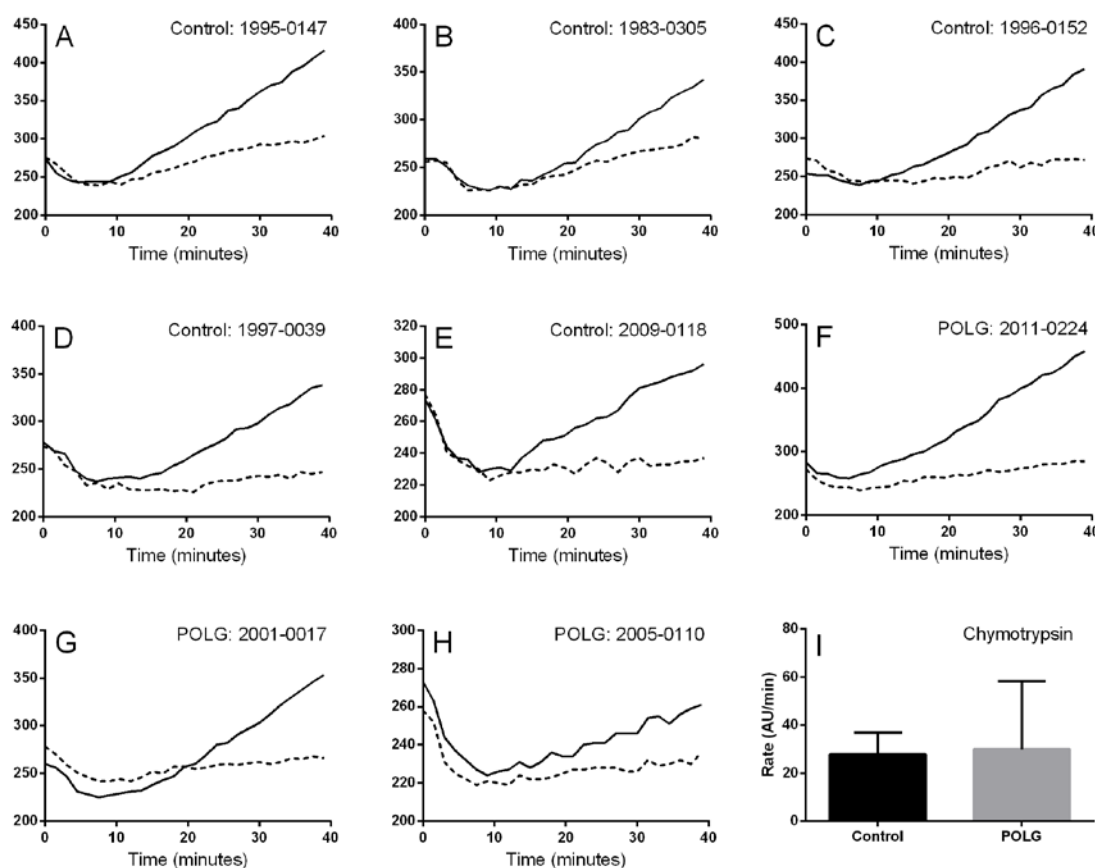 A
Control: 1995-0147
450
400
350
300
250
200
0 10 20 30 40
Time (minutes)
B
Control: 1983-0305
400
350
300
250
200
0 10 20 30 40
Time (minutes)
C
Control: 1996-0152
450
400
350
300
250
200
0 10 20 30 40
Time (minutes)
D
Control: 1997-0039
400
350
300
250
200
0 10 20 30 40
Time (minutes)
E
Control: 2009-0118
320
300
280
260
240
220
200
0 10 20 30 40
Time (minutes)
F
POLG: 2011-0224
500
400
300
200
0 10 20 30 40
Time (minutes)
G
POLG: 2001-0017
400
350
300
250
200
0 10 20 30 40
Time (minutes)
H
POLG: 2005-0110
300
280
260
240
220
200
0 10 20 30 40
Time (minutes)
I
Chymotrypsin
Rate (AU/min)
80
60
40
20
0
Control POLG